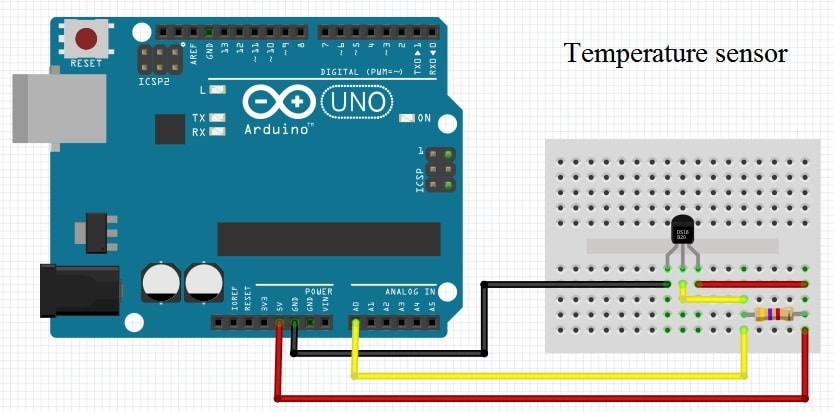 Temperature sensor
RESET
ICSP2
AREF
GND
13
12
~11
~10
~9
8
7
~6
~5
4
~3
2
TXD▲1
RXD▼0
DIGITAL (PWM=~)
L
TX
RX
UNO
Arduino™
ON
1
ICSP
DS18
B20
POWER
ANALOG IN
IOREF
RESET
3V3
5V
GND
GND
VIN
A0
A1
A2
A3
A4
A5